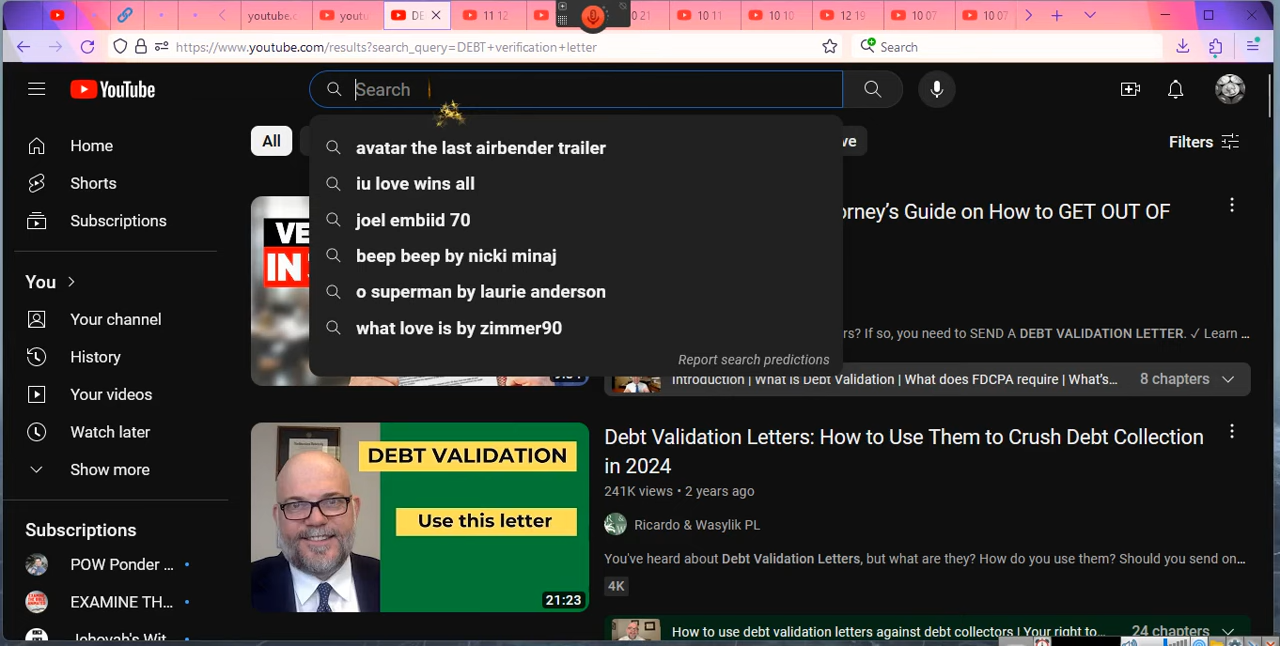 youtube.c
youtu
DE
11 12
0 21
10 11
10 10
12 19
10 07
10 07
https://www.youtube.com/results?search_query=DEBT+verification+letter
Search
YouTube
Search
Home
Shorts
Subscriptions
You
Your channel
History
Your videos
Watch later
Show more
Subscriptions
POW Ponder ...
EXAMINE TH...
Jehovah's Wit
All
ve
Filters
avatar the last airbender trailer
iu love wins all
joel embiid 70
beep beep by nicki minaj
o superman by laurie anderson
what love is by zimmer90
Report search predictions
VE
IN
orney's Guide on How to GET OUT OF
rs? If so, you need to SEND A DEBT VALIDATION LETTER. ✓ Learn ...
Introduction | What is Debt Validation | What does FDCPA require | What's...
8 chapters
DEBT VALIDATION
Use this letter
21:23
Debt Validation Letters: How to Use Them to Crush Debt Collection
in 2024
241K views • 2 years ago
Ricardo & Wasylik PL
You've heard about Debt Validation Letters, but what are they? How do you use them? Should you send on...
4K
How to use debt validation letters against debt collectors | Your right to...
24 chapters